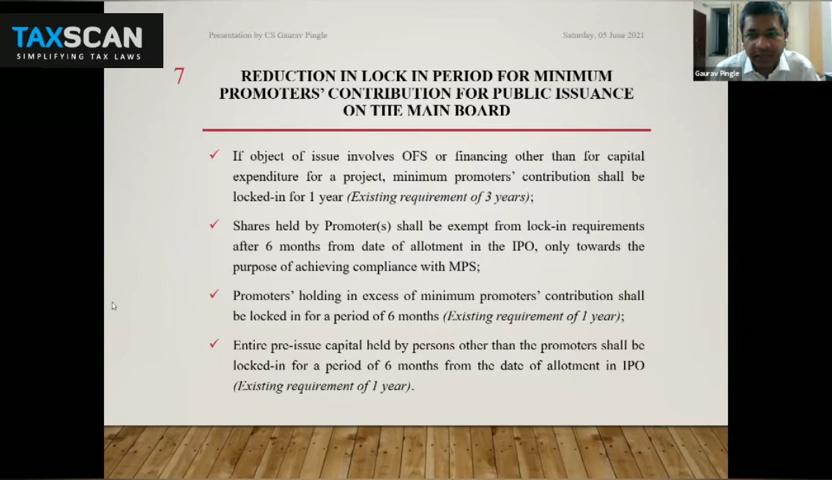 TAXSCAN
SIMPLIFYING TAX LAWS
Presentation by CS Gaurav Pingle
Saturday, 05 June 2021
Gaurav Pingle
7
REDUCTION IN LOCK IN PERIOD FOR MINIMUM
PROMOTERS' CONTRIBUTION FOR PUBLIC ISSUANCE
ON THE MAIN BOARD
✓ If object of issue involves OFS or financing other than for capital
expenditure for a project, minimum promoters' contribution shall be
locked-in for 1 year (Existing requirement of 3 years);
✓ Shares held by Promoter(s) shall be exempt from lock-in requirements
after 6 months from date of allotment in the IPO, only towards the
purpose of achieving compliance with MPS;
✓ Promoters' holding in excess of minimum promoters' contribution shall
be locked in for a period of 6 months (Existing requirement of 1 year);
✓ Entire pre-issue capital held by persons other than the promoters shall be
locked-in for a period of 6 months from the date of allotment in IPO
(Existing requirement of 1 year).